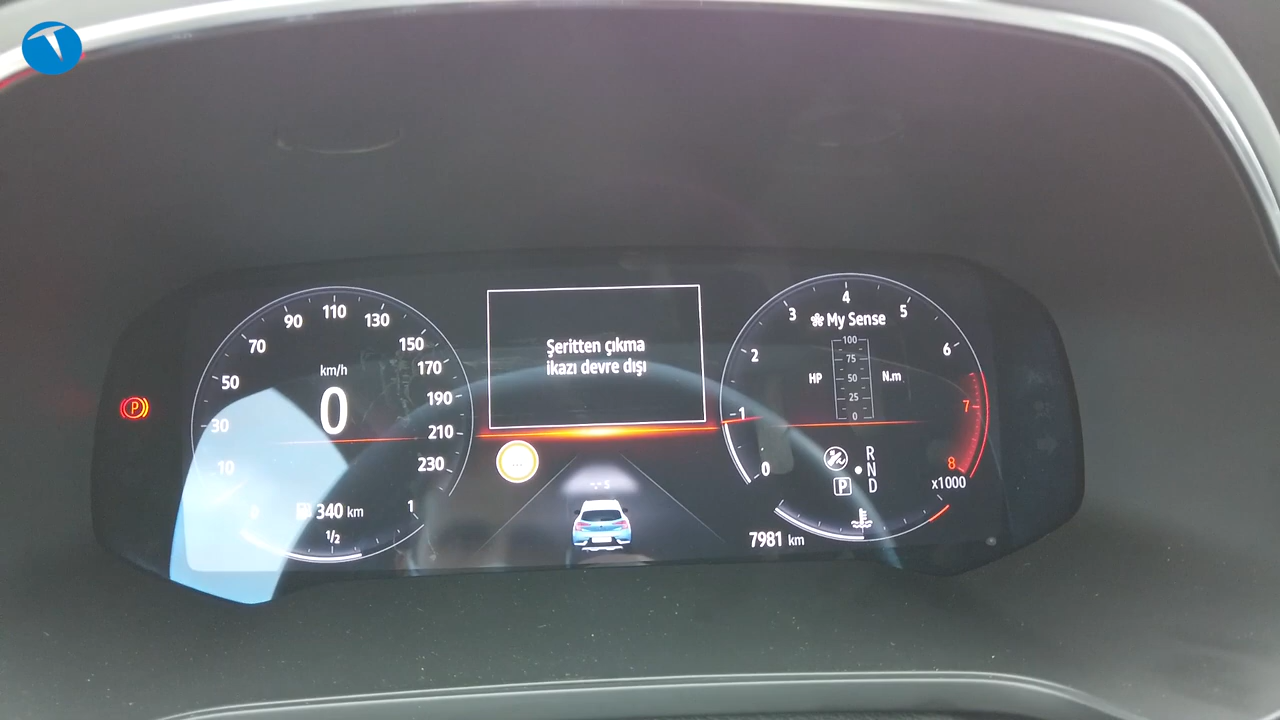 Şeritten çıkma
ikazı devre dışı
km/h
0
0
10
30
50
70
90
110
130
150
170
190
210
230
340 km
1/2
1
My Sense
100
75
50
25
0
HP
N.m
0
1
2
3
4
5
6
7
8
x1000
R
N
D
P
7981 km
P